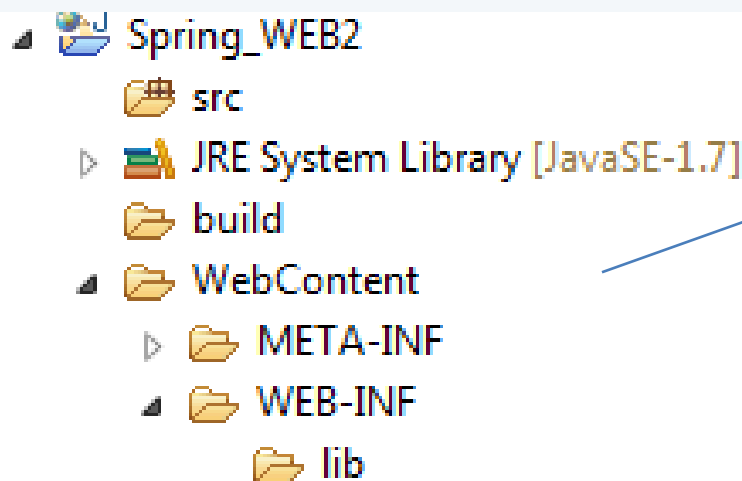 Spring_WEB2
src
JRE System Library [JavaSE-1.7]
build
WebContent
META-INF
WEB-INF
lib